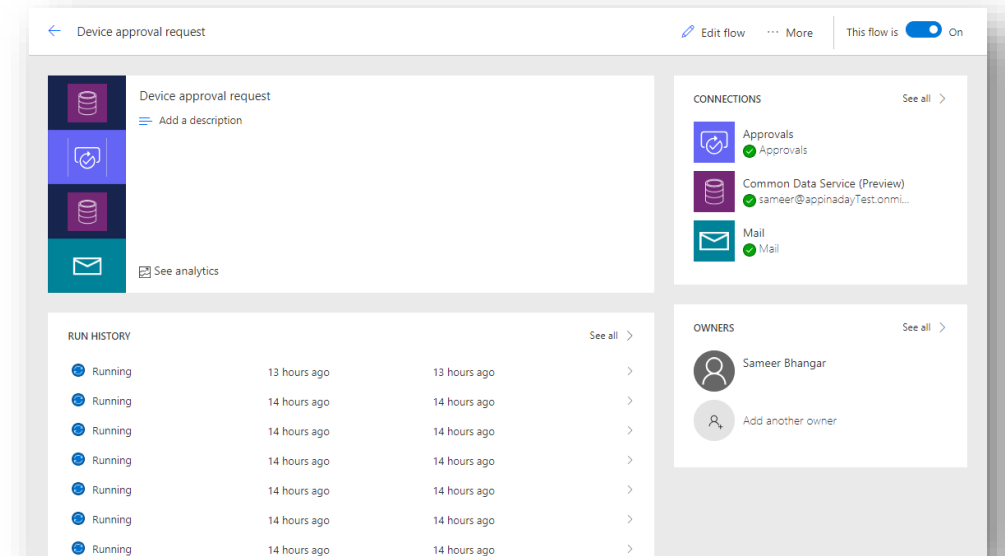 Device approval request
Edit flow
More
This flow is
On
Device approval request
Add a description
See analytics
CONNECTIONS
See all
Approvals
Approvals
Common Data Service (Preview)
sameer@appinadayTest.onmi...
Mail
Mail
RUN HISTORY
See all
Running 13 hours ago 13 hours ago
Running 14 hours ago 14 hours ago
Running 14 hours ago 14 hours ago
Running 14 hours ago 14 hours ago
Running 14 hours ago 14 hours ago
Running 14 hours ago 14 hours ago
Running 14 hours ago 14 hours ago
OWNERS
See all
Sameer Bhangar
Add another owner